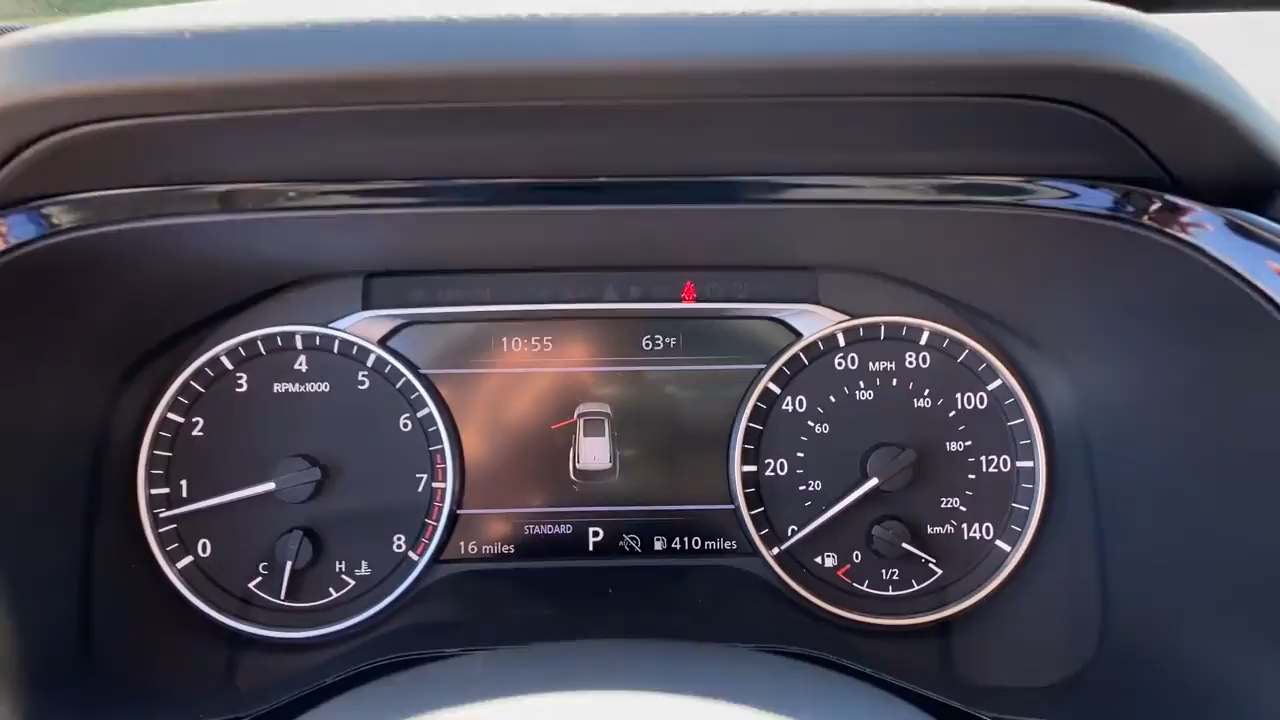 10:55 63°F
RPMx1000
0 1 2 3 4 5 6 7 8
C H
STANDARD
16 miles P 410 miles
MPH
0 20 40 60 80 100 120 140
20 60 100 140 180 220
km/h
0 1/2